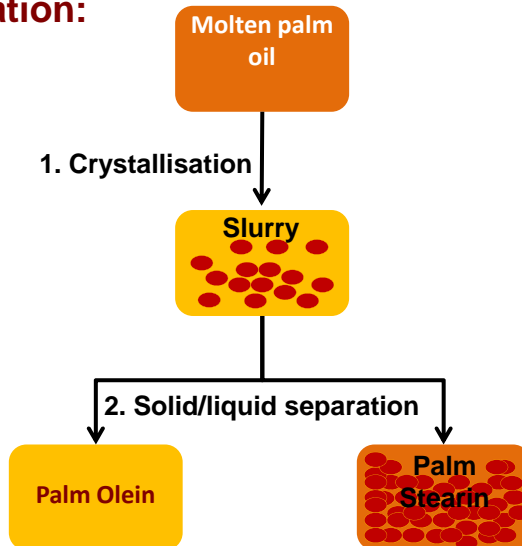 ation:
Molten palm
oil
1. Crystallisation
Slurry
2. Solid/liquid separation
Palm Olein
Palm
Stearin